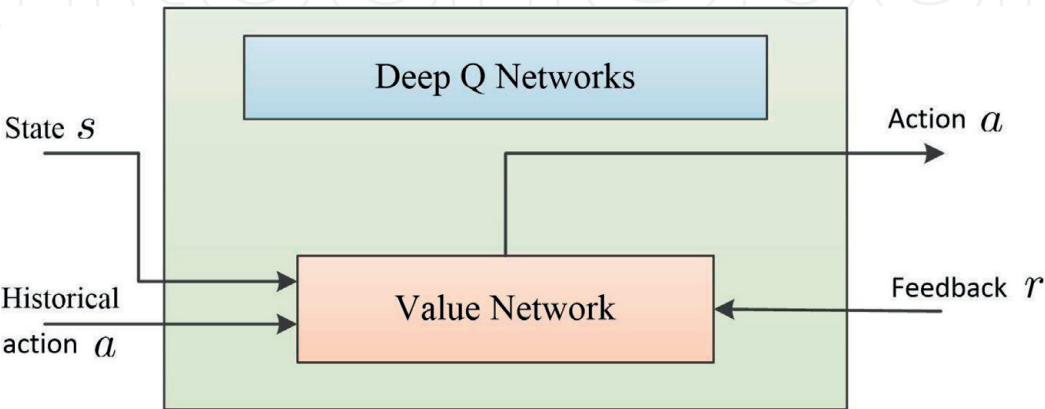 Deep Q Networks
State s
Action a
Historical
action a
Value Network
Feedback r